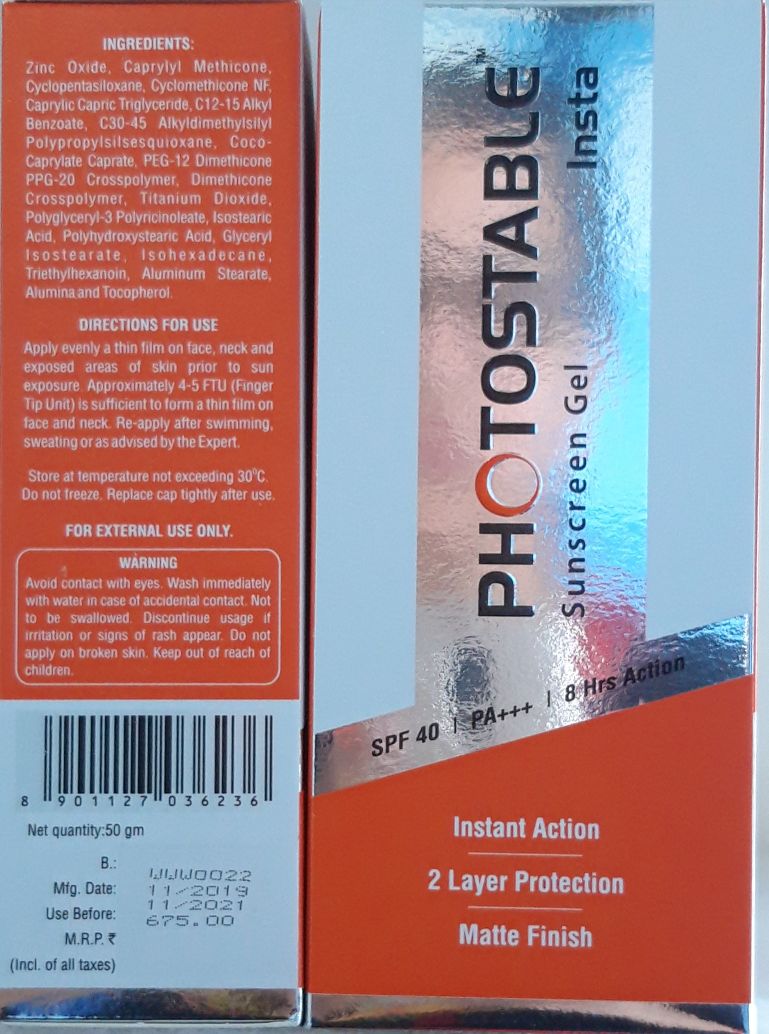 INGREDIENTS:
Zinc Oxide, Caprylyl Methicone,
Cyclopentasiloxane, Cyclomethicone NF,
Caprylic Capric Triglyceride, C12-15 Alkyl
Benzoate, C30-45 Alkyldimethylsilyl
Polypropylsilsesquioxane, Coco-
Caprylate Caprate, PEG-12 Dimethicone
PPG-20 Crosspolymer, Dimethicone
Crosspolymer, Titanium Dioxide,
Polyglyceryl-3 Polyricinoleate, Isostearic
Acid, Polyhydroxystearic Acid, Glyceryl
Isostearate, Isohexadecane,
Triethylhexanoin, Aluminum Stearate,
Alumina and Tocopherol.
DIRECTIONS FOR USE
Apply evenly a thin film on face, neck and
exposed areas of skin prior to sun
exposure. Approximately 4-5 FTU (Finger
Tip Unit) is sufficient to form a thin film on
face and neck. Re-apply after swimming,
sweating or as advised by the Expert.
Store at temperature not exceeding 30⁰C.
Do not freeze. Replace cap tightly after use.
FOR EXTERNAL USE ONLY.
WARNING
Avoid contact with eyes. Wash immediately
with water in case of accidental contact. Not
to be swallowed. Discontinue usage if
irritation or signs of rash appear. Do not
apply on broken skin. Keep out of reach of
children.
8 901127 036236
Net quantity:50 gm
B.: WWW0022
Mfg. Date: 11/2019
Use Before: 11/2021
M.R.P. ₹ 675.00
(Incl. of all taxes)
PHOTOSTABLE™
Insta
Sunscreen Gel
SPF 40 | PA+++ | 8 Hrs Action
Instant Action
2 Layer Protection
Matte Finish